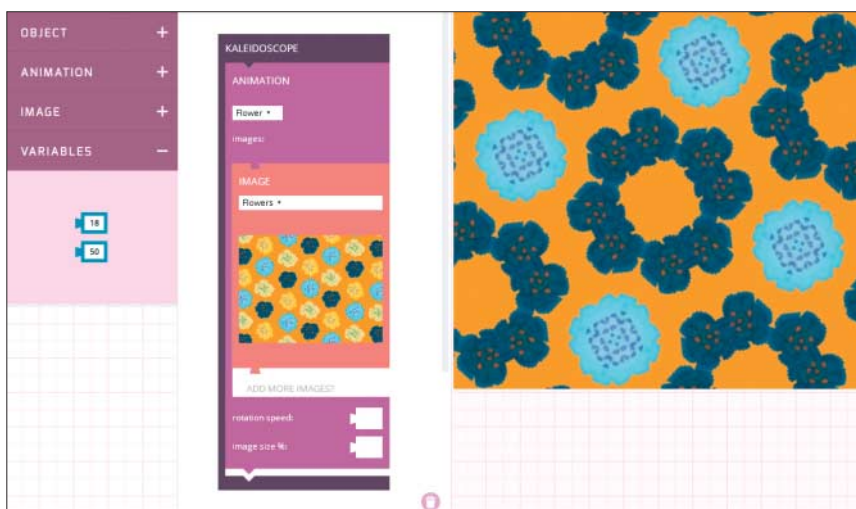 OBJECT +
ANIMATION +
IMAGE +
VARIABLES −
18
50
KALEIDOSCOPE
ANIMATION
Flower
images:
IMAGE
Flowers
ADD MORE IMAGES?
rotation speed:
image size %: